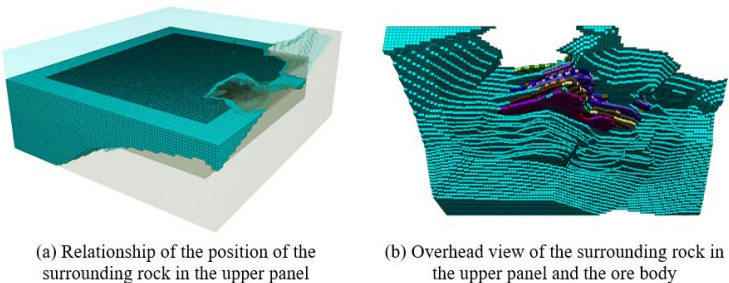 (a) Relationship of the position of the
surrounding rock in the upper panel
(b) Overhead view of the surrounding rock in
the upper panel and the ore body